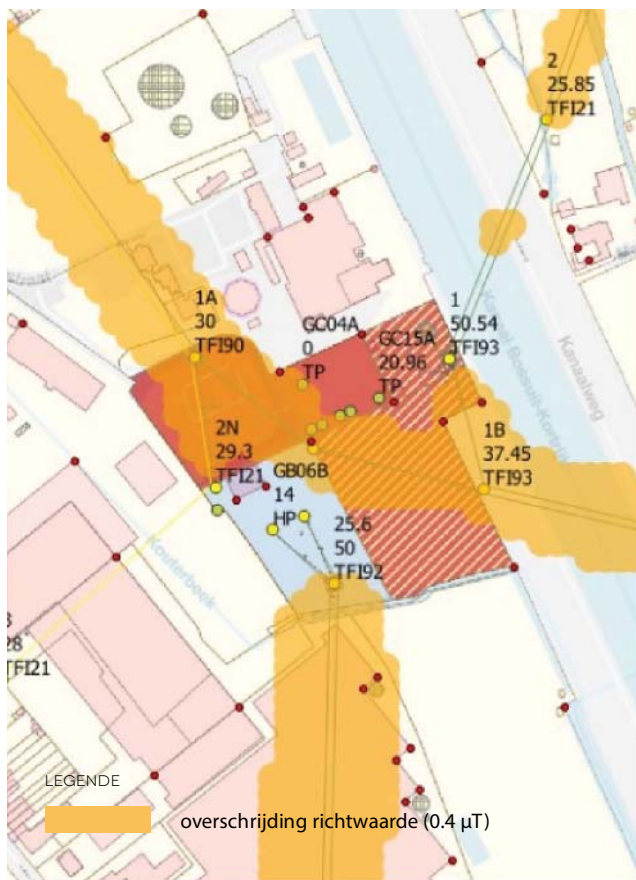 2
25.85
TFI21
1A
30
TFI90
GC04A
0
TP
GC15A
20.96
TP
1
50.54
TFI93
Kanaal Bossuit-Kortrijk
Kanaalweg
2N
29.3
TFI21
1B
37.45
TFI93
GB06B
14
HP
25.6
50
TFI92
Kouterbeek
28
TFI21
LEGENDE
overschrijding richtwaarde (0.4 µT)